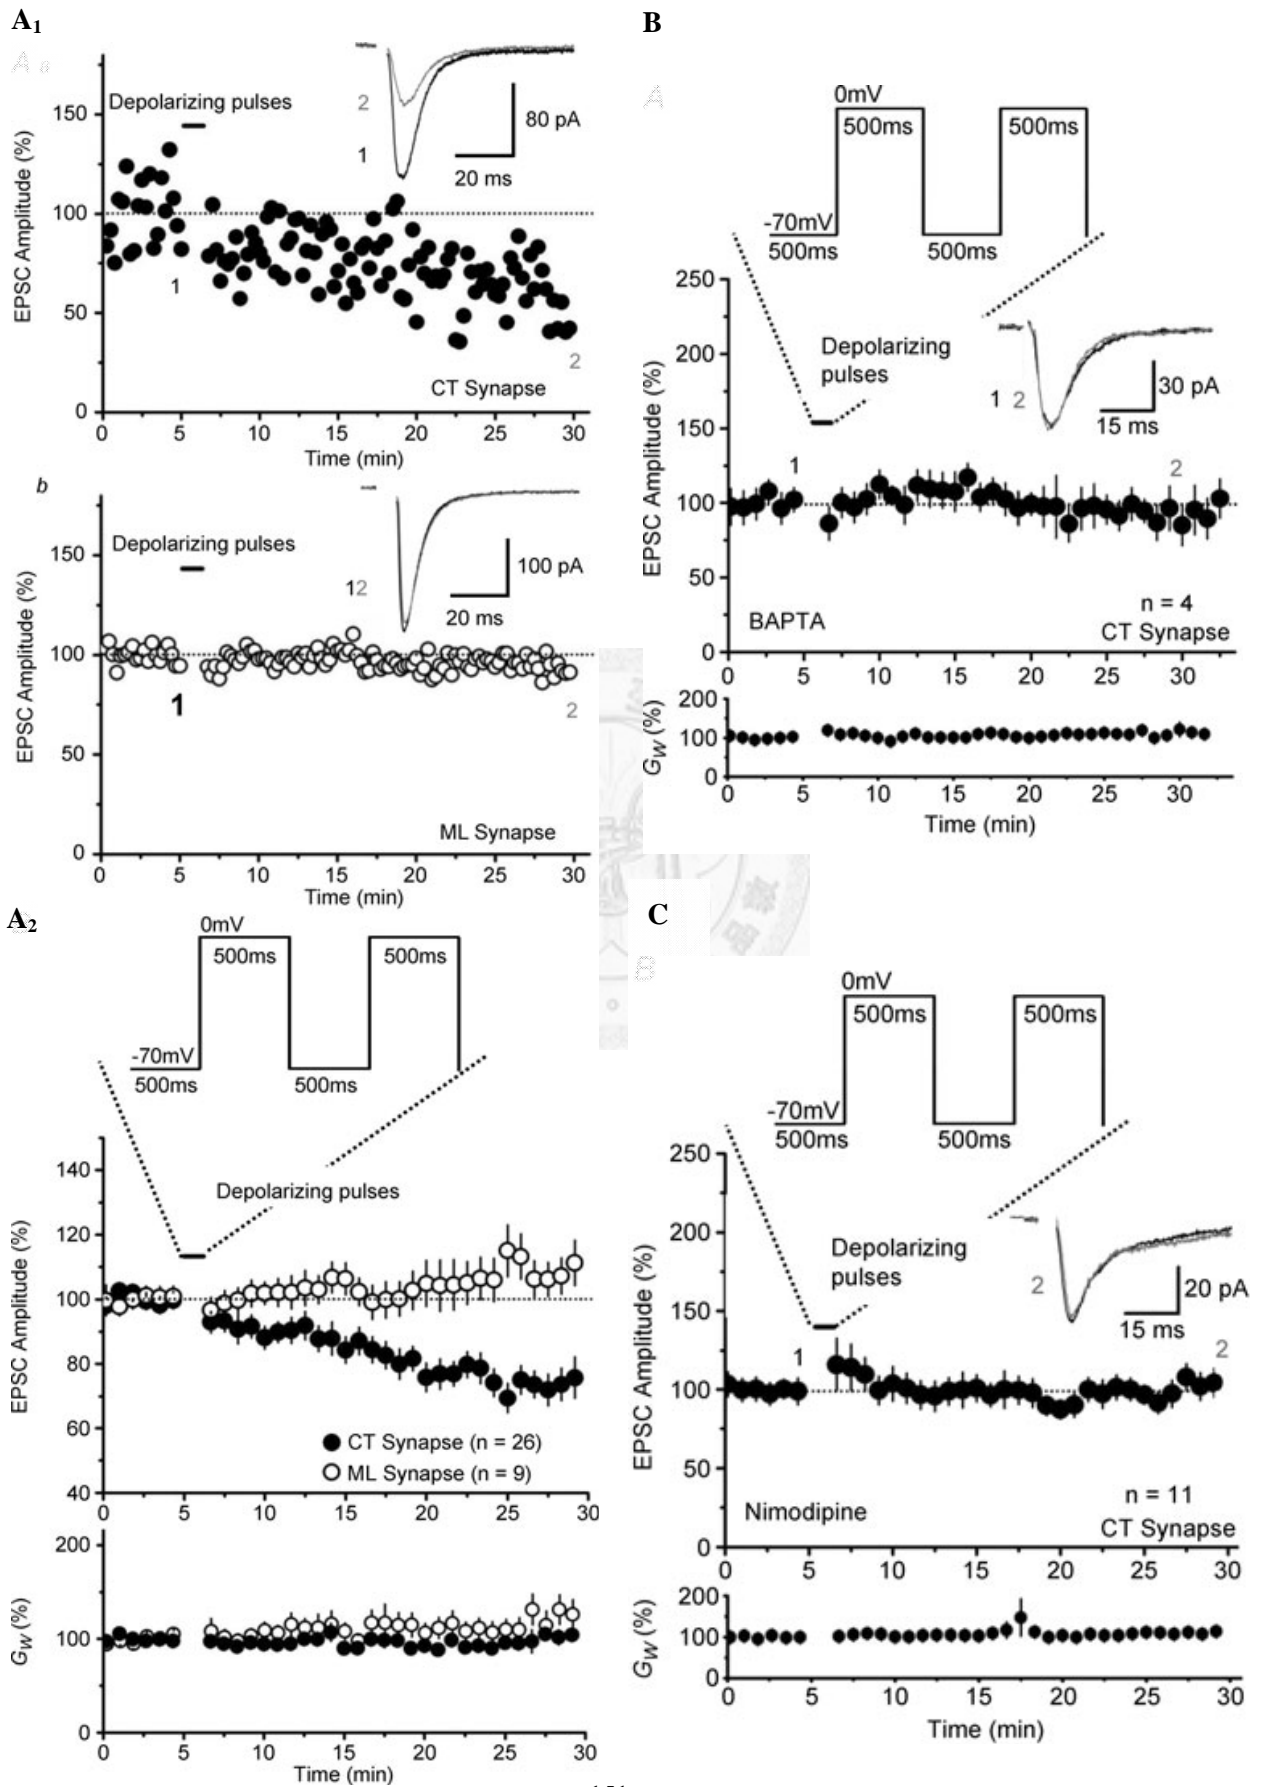 A1
A B
Depolarizing pulses
2
1
80 pA
20 ms
EPSC Amplitude (%)
150
100
50
0
1
2
CT Synapse
0 5 10 15 20 25 30
Time (min)
b
Depolarizing pulses
12
100 pA
20 ms
EPSC Amplitude (%)
150
100
50
0
1
2
ML Synapse
0 5 10 15 20 25 30
Time (min)
A2
0mV
500ms 500ms
-70mV
500ms 500ms
Depolarizing pulses
EPSC Amplitude (%)
140
120
100
80
60
40
CT Synapse (n = 26)
ML Synapse (n = 9)
0 5 10 15 20 25 30
GW (%)
200
100
0
0 5 10 15 20 25 30
Time (min)
B
A
0mV
500ms 500ms
-70mV
500ms 500ms
Depolarizing
pulses
1 2
30 pA
15 ms
EPSC Amplitude (%)
250
200
150
100
50
0
1
2
BAPTA
n = 4
CT Synapse
0 5 10 15 20 25 30
GW (%)
200
100
0
0 5 10 15 20 25 30
Time (min)
C
B
0mV
500ms 500ms
-70mV
500ms 500ms
Depolarizing
pulses
2
20 pA
15 ms
EPSC Amplitude (%)
250
200
150
100
50
0
1
2
Nimodipine
n = 11
CT Synapse
0 5 10 15 20 25 30
GW (%)
200
100
0
0 5 10 15 20 25 30
Time (min)